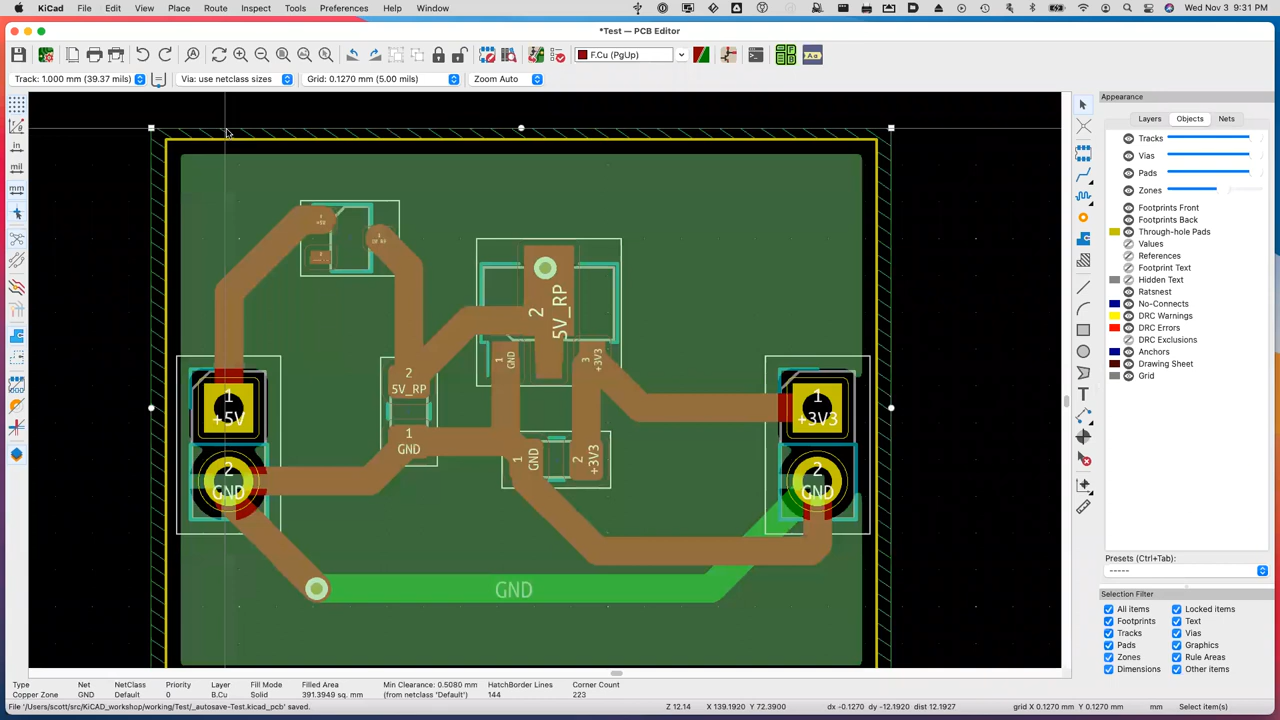 KiCad File Edit View Place Route Inspect Tools Preferences Help Window Wed Nov 3 9:31 PM
*Test — PCB Editor
F.Cu (PgUp)
Track: 1.000 mm (39.37 mils) Via: use netclass sizes Grid: 0.1270 mm (5.00 mils) Zoom Auto
Appearance
Layers Objects Nets
Tracks
Vias
Pads
Zones
Footprints Front
Footprints Back
Through-hole Pads
Values
References
Footprint Text
Hidden Text
Ratsnest
No-Connects
DRC Warnings
DRC Errors
DRC Exclusions
Anchors
Drawing Sheet
Grid
Presets (Ctrl+Tab):
-----
Selection Filter
All items Locked items
Footprints Text
Tracks Vias
Pads Graphics
Zones Rule Areas
Dimensions Other items
in
mil
mm
1
+5V
2
GND
1
+5V
2
5V_RP
1
GND
2
5V_RP
1
GND
3
+3V3
1
GND
2
+3V3
1
+3V3
2
GND
GND
Type Net NetClass Priority Layer Fill Mode Filled Area Min Clearance: 0.5080 mm HatchBorder Lines Corner Count
Copper Zone GND Default 0 B.Cu Solid 391.3949 sq. mm (from netclass 'Default') 144 223
File '/Users/scott/src/KiCAD_workshop/working/Test/_autosave-Test.kicad_pcb' saved. Z 12.14 X 139.1920 Y 72.3900 dx -0.1270 dy -12.1920 dist 12.1927 grid X 0.1270 Y 0.1270 mm Select item(s)